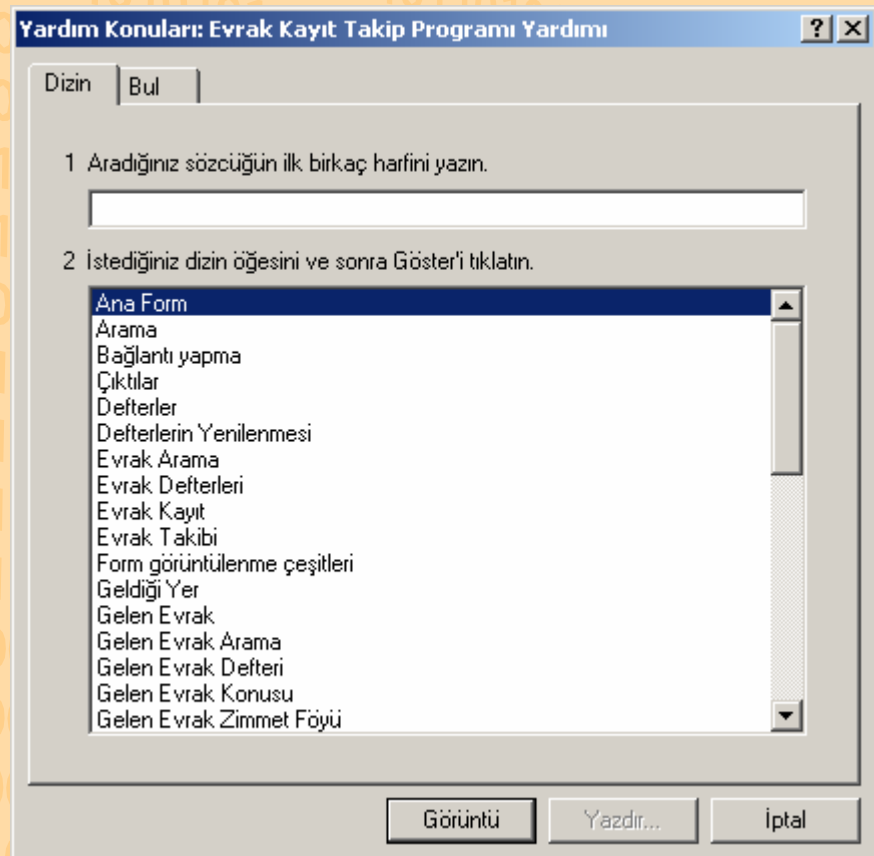 Yardım Konuları: Evrak Kayıt Takip Programı Yardımı
Dizin
Bul
1 Aradığınız sözcüğün ilk birkaç harfini yazın.
2 İstediğiniz dizin öğesini ve sonra Göster'i tıklatın.
Ana Form
Arama
Bağlantı yapma
Çıktılar
Defterler
Defterlerin Yenilenmesi
Evrak Arama
Evrak Defterleri
Evrak Kayıt
Evrak Takibi
Form görüntülenme çeşitleri
Geldiği Yer
Gelen Evrak
Gelen Evrak Arama
Gelen Evrak Defteri
Gelen Evrak Konusu
Gelen Evrak Zimmet Föyü
Görüntü
Yazdır...
İptal